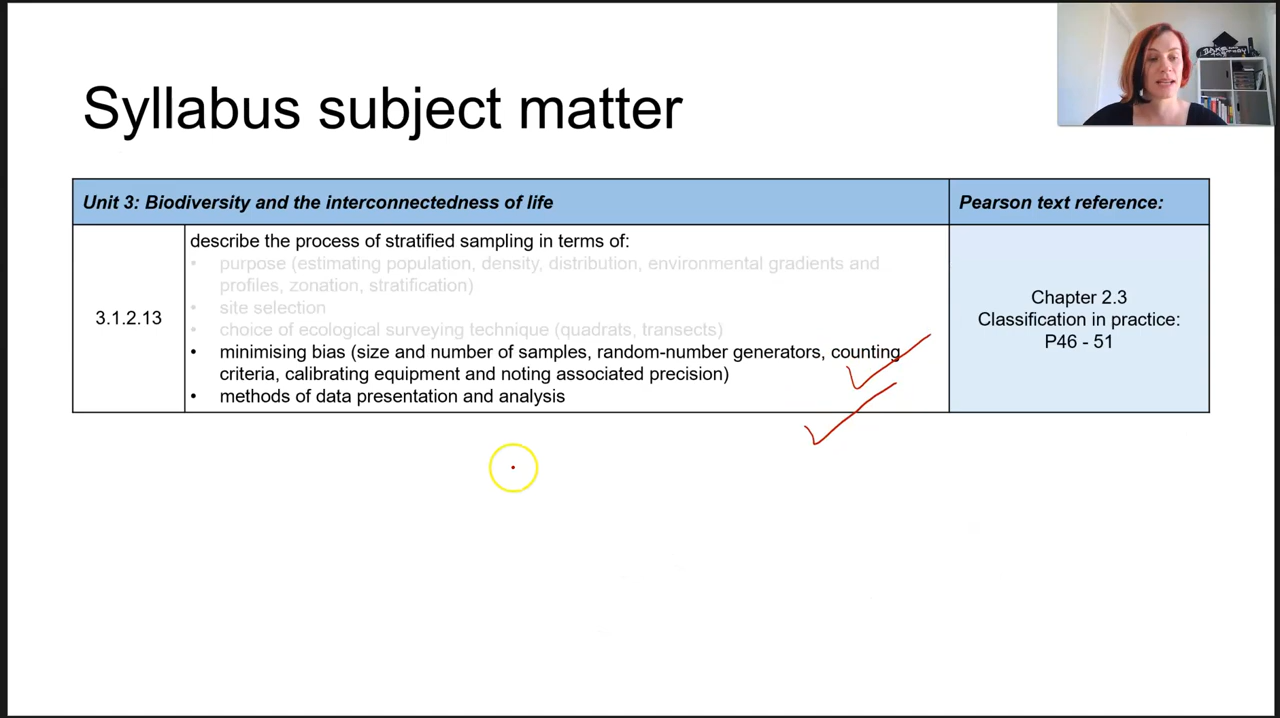 Syllabus subject matter
Unit 3: Biodiversity and the interconnectedness of life
Pearson text reference:
3.1.2.13
describe the process of stratified sampling in terms of:
• purpose (estimating population, density, distribution, environmental gradients and
profiles, zonation, stratification)
• site selection
• choice of ecological surveying technique (quadrats, transects)
• minimising bias (size and number of samples, random-number generators, counting
criteria, calibrating equipment and noting associated precision)
• methods of data presentation and analysis
Chapter 2.3
Classification in practice:
P46 - 51